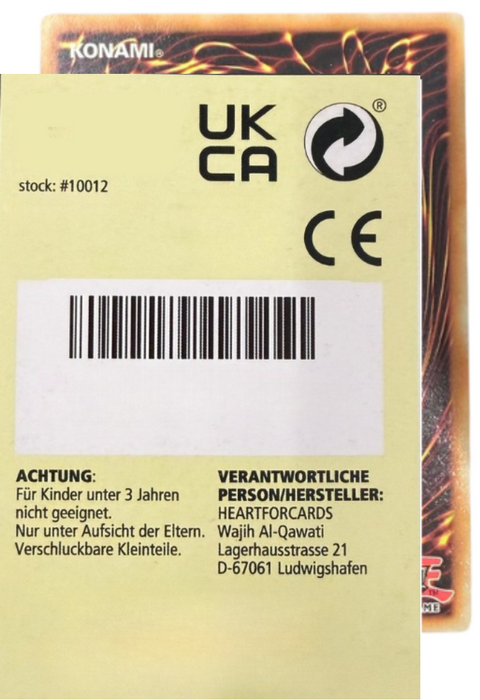 KONAMI®
UK
CA
®
CE
stock: #10012
ACHTUNG:
Für Kinder unter 3 Jahren
nicht geeignet.
Nur unter Aufsicht der Eltern.
Verschluckbare Kleinteile.
VERANTWORTLICHE
PERSON/HERSTELLER:
HEARTFORCARDS
Wajih Al-Qawati
Lagerhausstrasse 21
D-67061 Ludwigshafen